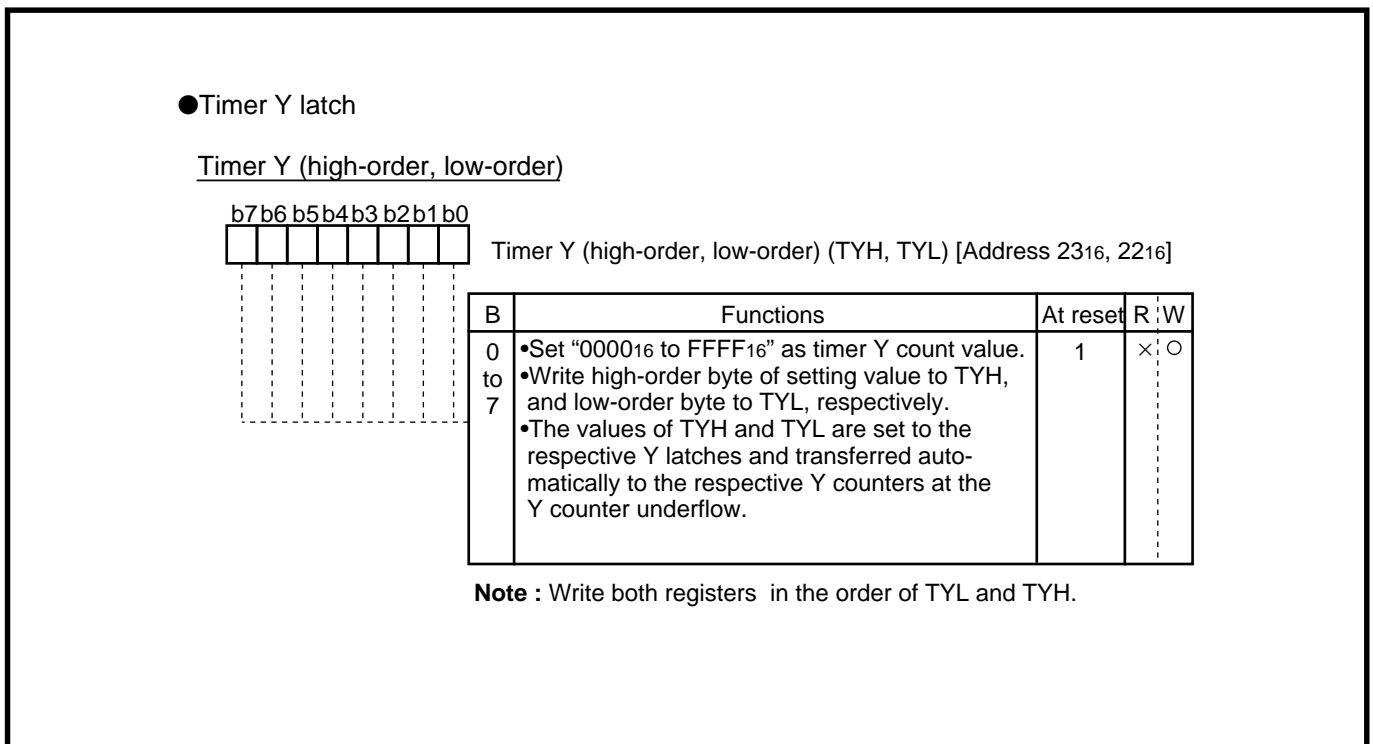 ●Timer Y latch
Timer Y (high-order, low-order)
b7 b6 b5 b4 b3 b2 b1 b0
Timer Y (high-order, low-order) (TYH, TYL) [Address 2316, 2216]
B Functions At reset R W
0 •Set “000016 to FFFF16” as timer Y count value. 1 × ○
to •Write high-order byte of setting value to TYH,
7 and low-order byte to TYL, respectively.
•The values of TYH and TYL are set to the
respective Y latches and transferred auto-
matically to the respective Y counters at the
Y counter underflow.
Note : Write both registers in the order of TYL and TYH.